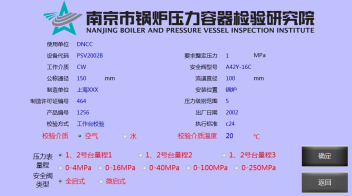 南京市锅炉压力容器检验研究院
NANJING BOILER AND PRESSURE VESSEL INSPECTION INSTITUTE
使用单位 DNCC
设备代码 PSV2002B 要求整定压力 1 MPa
工作介质 CW 安全阀型号 A42Y-16C
公称通径 150 mm 流道直径 100 mm
制造单位 上海XXX 安装位置 锅炉
制造许可证编号 464 压力级别范围 5
产品编号 1256 出厂日期 2002
校验方式 工作台校验 执行标准 c24
校验介质 空气 水 校验介质温度 20 ℃
压力表量程 1、2号台量程1 1、2号台量程2 1、2号台量程3
0-4MPa 0-16MPa 0-40MPa 0-100MPa 0-250MPa
安全阀类型 全启式 微启式
确定
返回